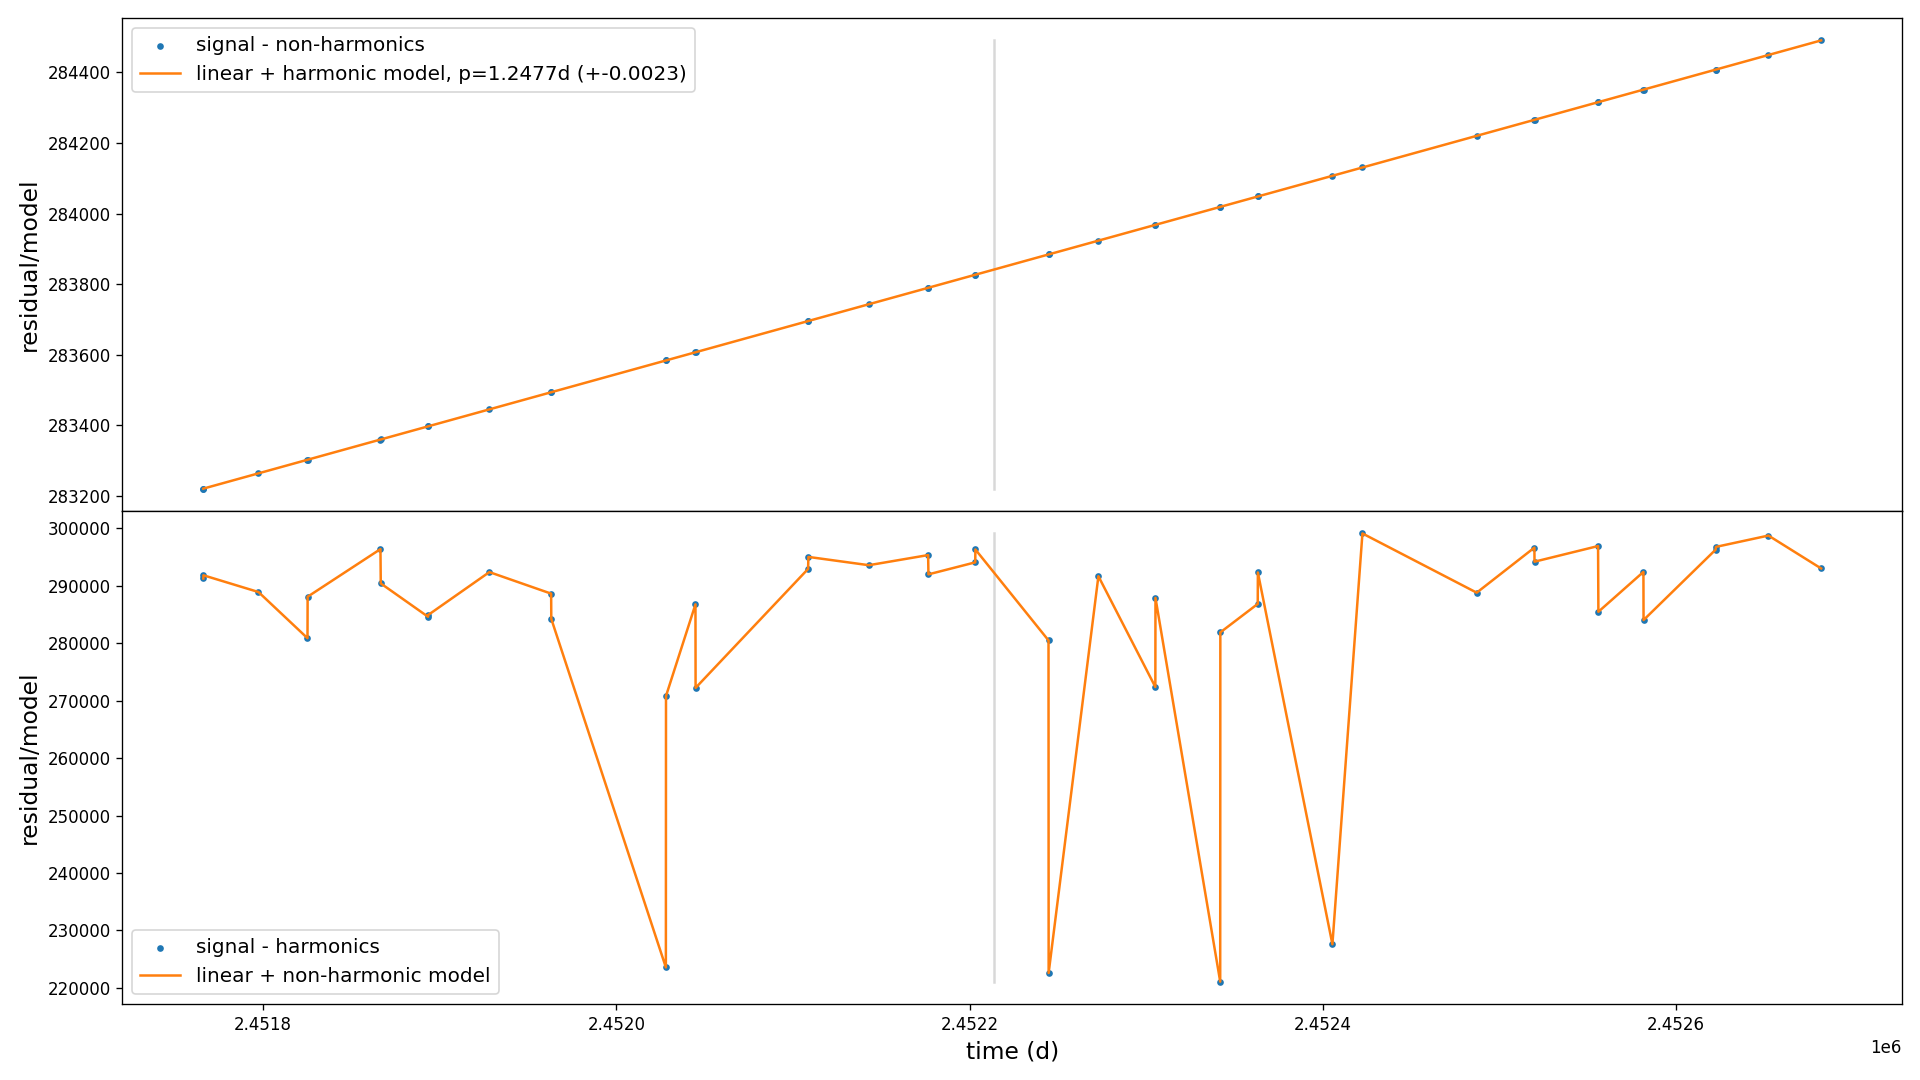 signal - non-harmonics
linear + harmonic model, p=1.2477d (+-0.0023)
284400
284200
284000
283800
283600
283400
283200
residual/model
300000
290000
280000
270000
260000
250000
240000
230000
220000
residual/model
signal - harmonics
linear + non-harmonic model
2.4518 2.4520 2.4522 2.4524 2.4526
time (d)
1e6